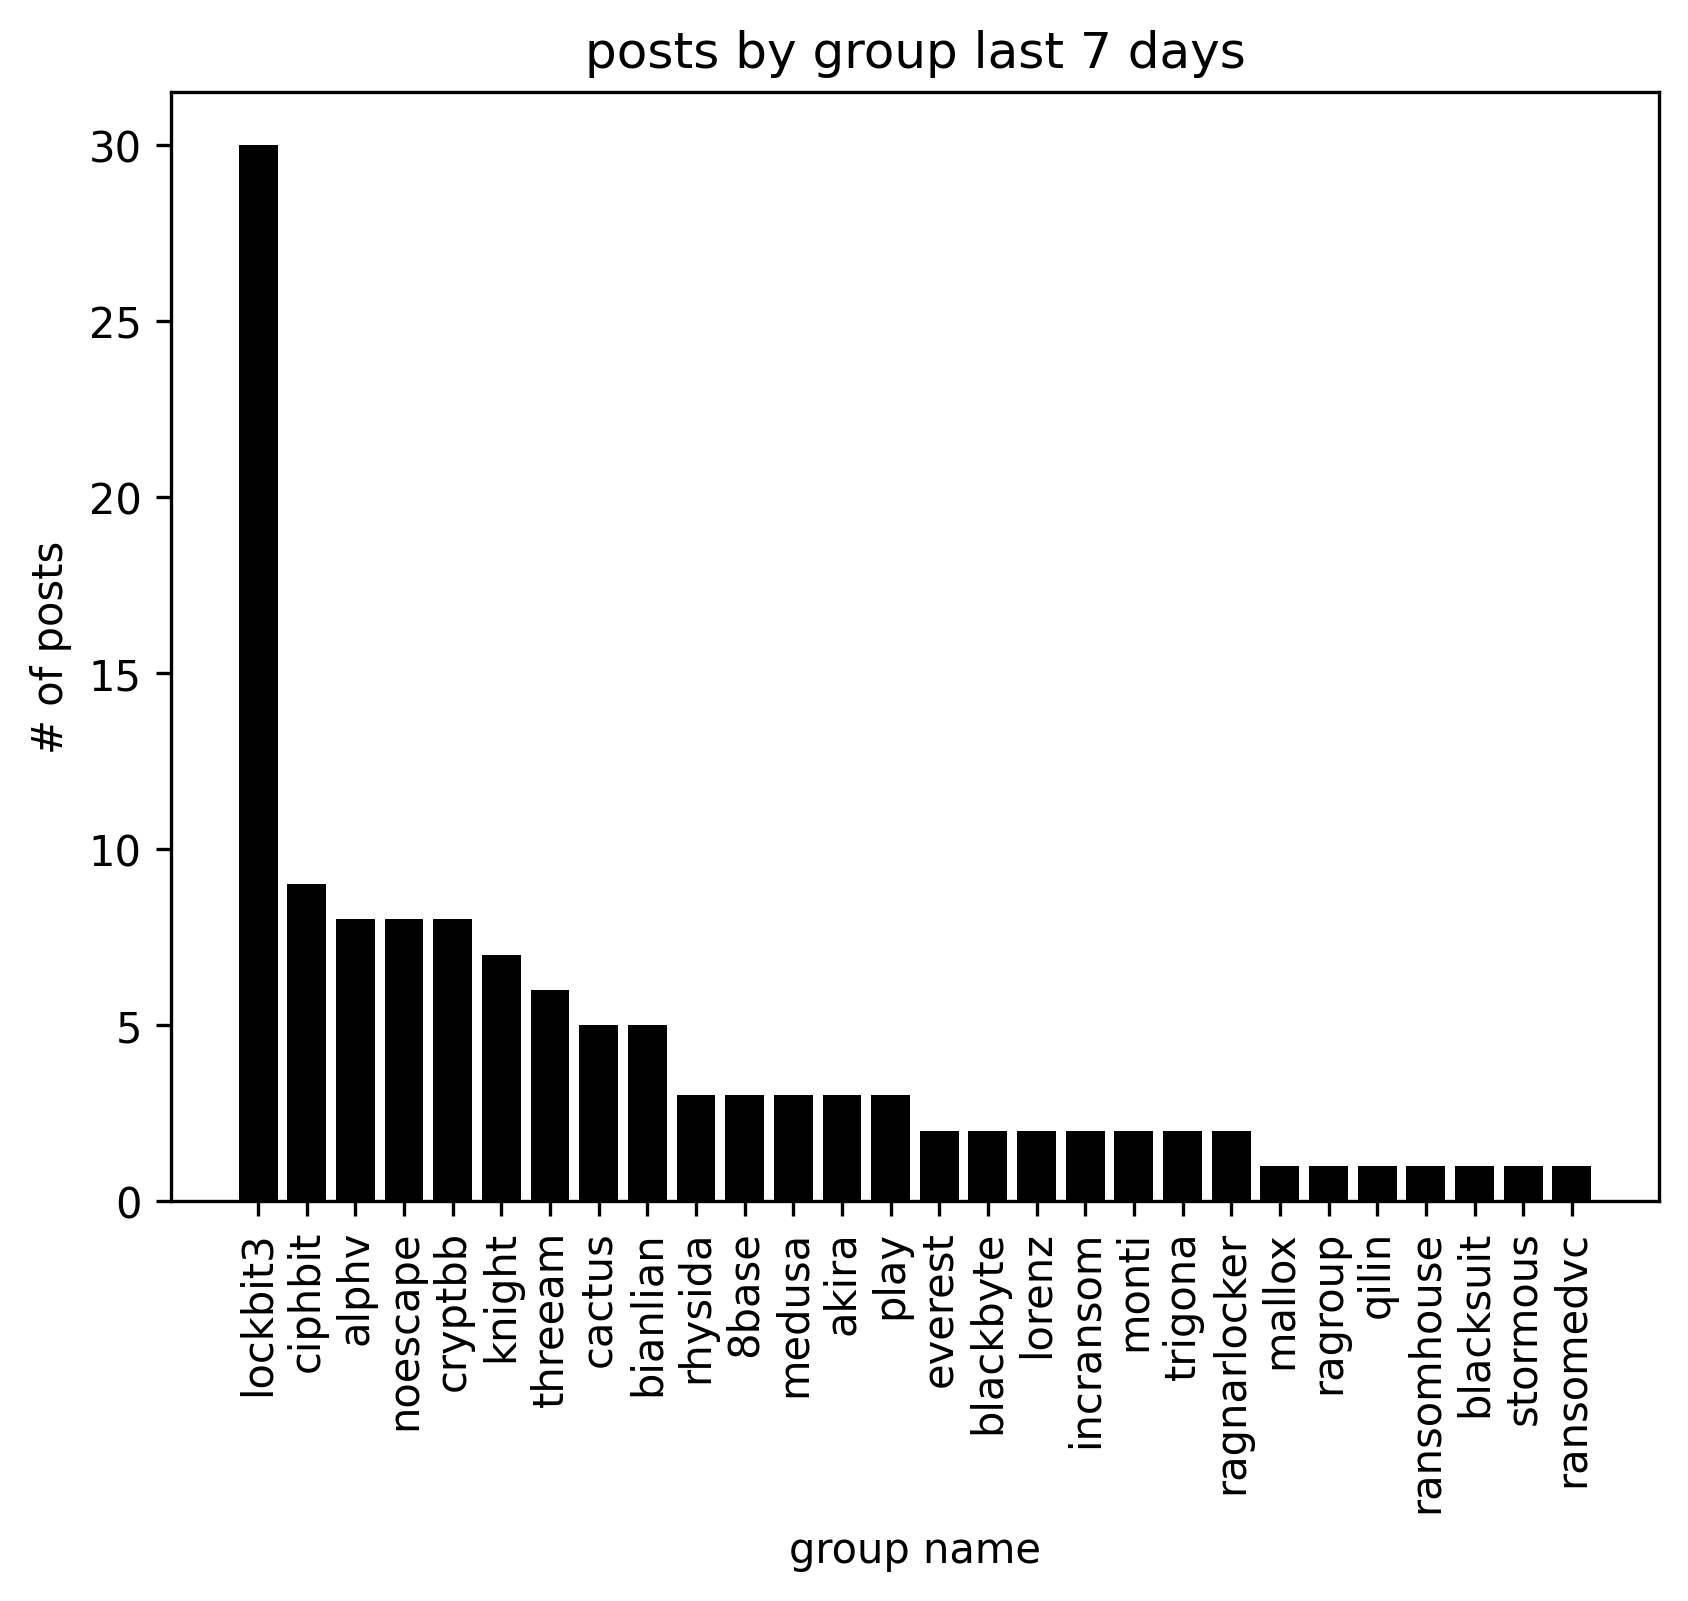 posts by group last 7 days
# of posts
30
25
20
15
10
5
0
lockbit3
ciphbit
alphv
noescape
cryptbb
knight
threeam
cactus
bianlian
rhysida
8base
medusa
akira
play
everest
blackbyte
lorenz
incransom
monti
trigona
ragnarlocker
mallox
ragroup
qilin
ransomhouse
blacksuit
stormous
ransomedvc
group name